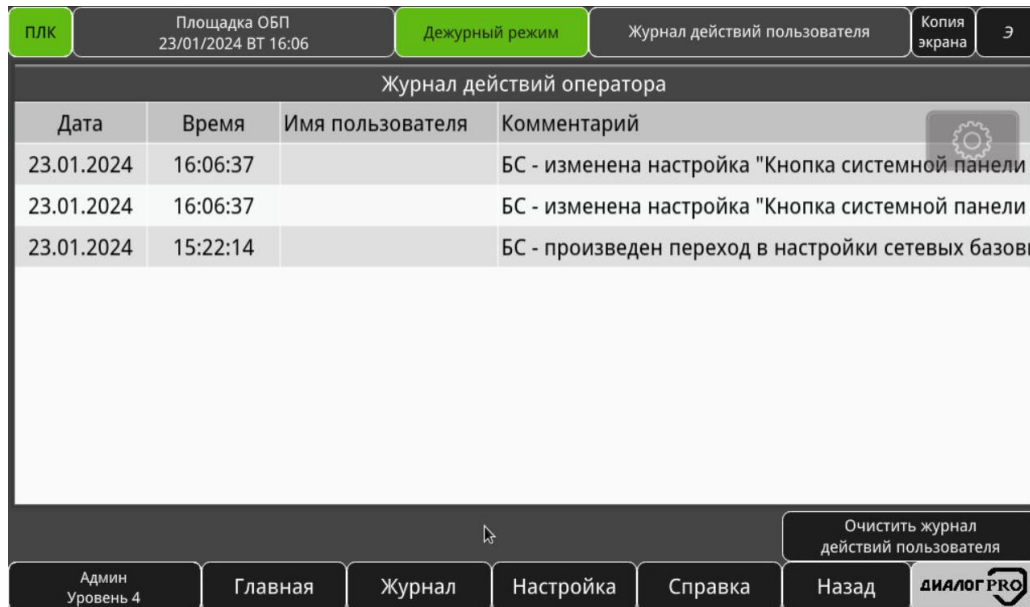 ПЛК
Площадка ОБП
23/01/2024 ВТ 16:06
Дежурный режим
Журнал действий пользователя
Копия
экрана
Э
Журнал действий оператора
Дата Время Имя пользователя Комментарий
23.01.2024 16:06:37 БС - изменена настройка "Кнопка системной панели
23.01.2024 16:06:37 БС - изменена настройка "Кнопка системной панели
23.01.2024 15:22:14 БС - произведен переход в настройки сетевых
Очистить журнал
действий пользователя
Админ
Уровень 4
Главная
Журнал
Настройка
Справка
Назад
ДИАЛОГ PRO